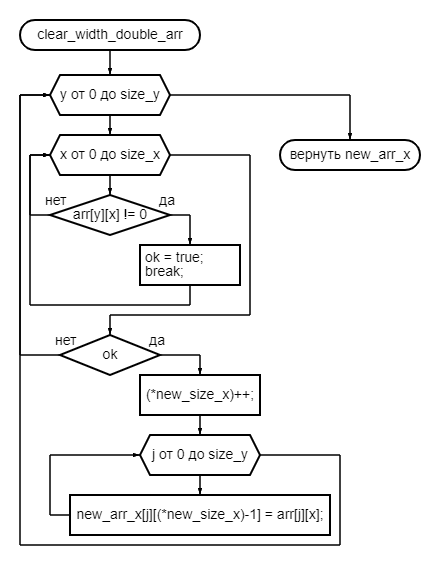 clear_width_double_arr
y от 0 до size_y
x от 0 до size_x
вернуть new_arr_x
нет
да
arr[y][x] != 0
ok = true;
break;
нет
да
ok
(*new_size_x)++;
j от 0 до size_y
new_arr_x[j][(*new_size_x)-1] = arr[j][x];